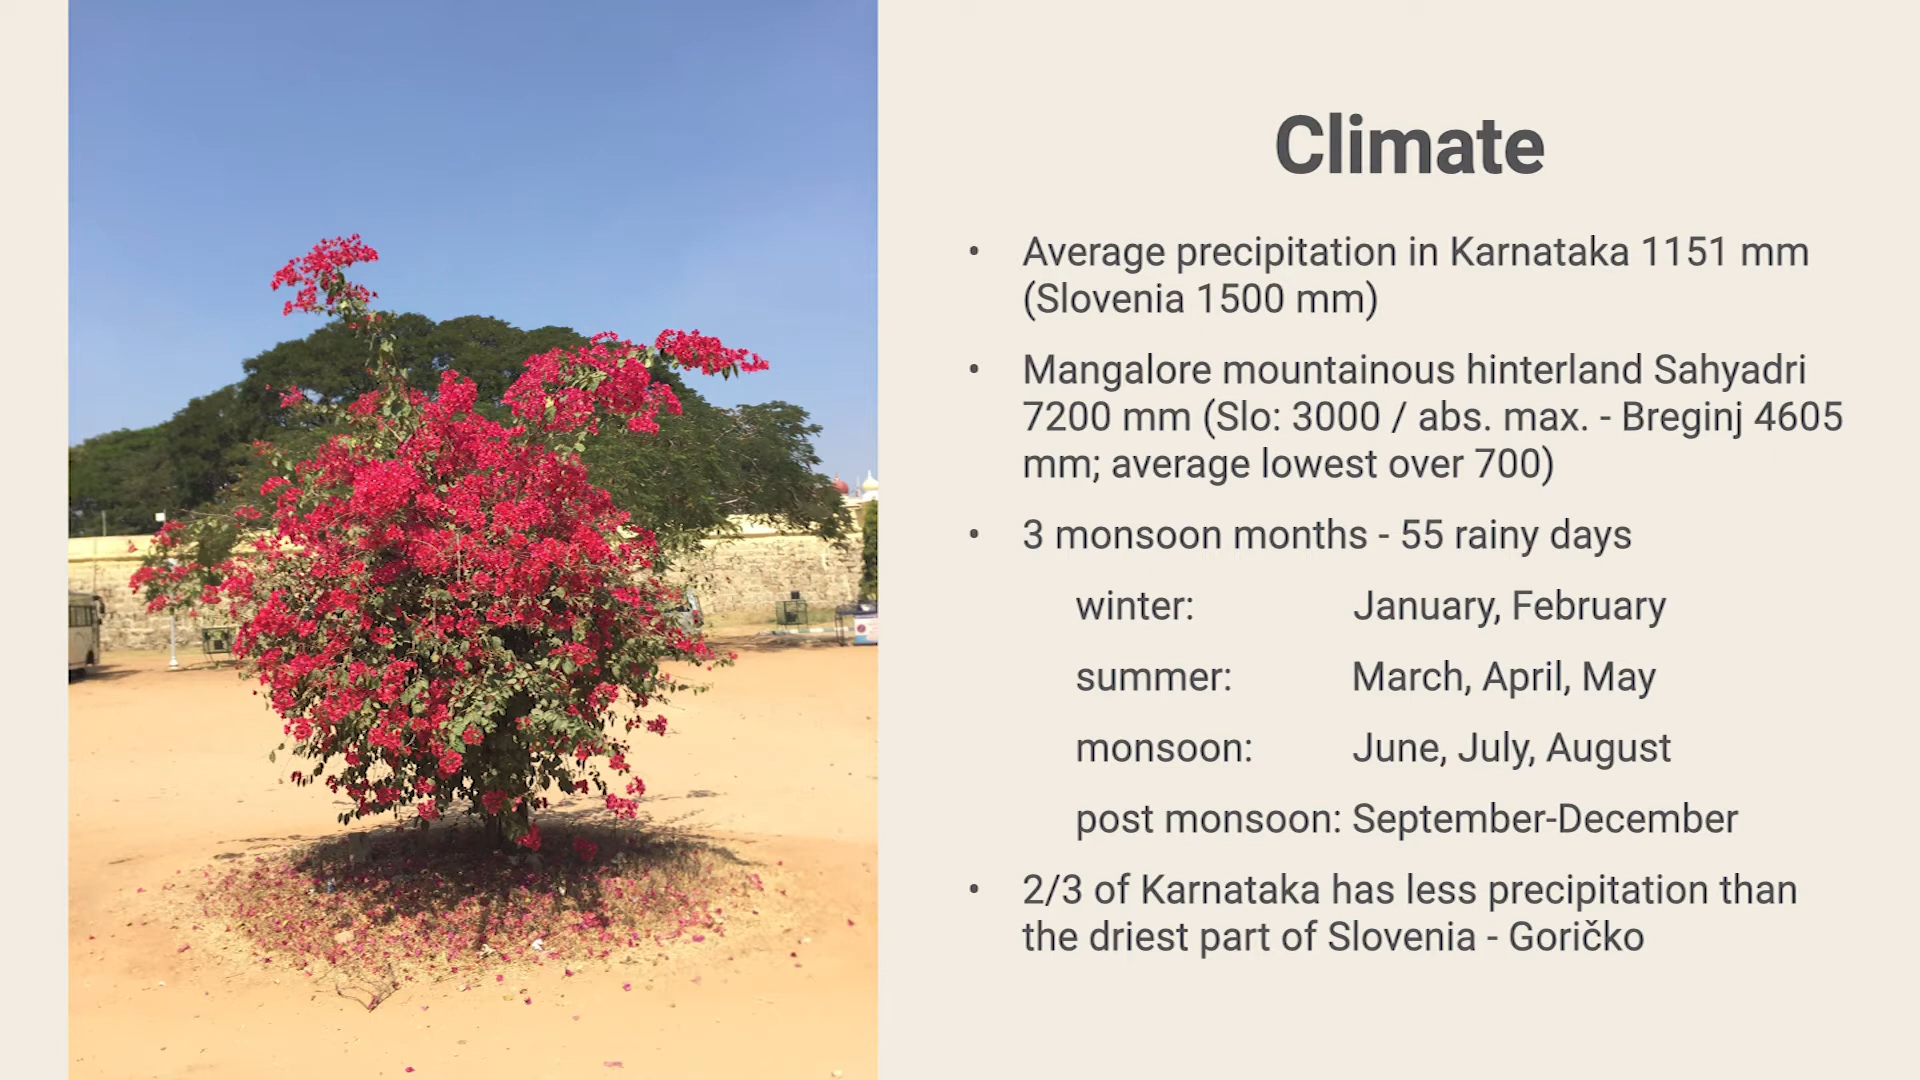 Climate
• Average precipitation in Karnataka 1151 mm
(Slovenia 1500 mm)
• Mangalore mountainous hinterland Sahyadri
7200 mm (Slo: 3000 / abs. max. - Breginj 4605
mm; average lowest over 700)
• 3 monsoon months - 55 rainy days
winter: January, February
summer: March, April, May
monsoon: June, July, August
post monsoon: September-December
• 2/3 of Karnataka has less precipitation than
the driest part of Slovenia - Goričko